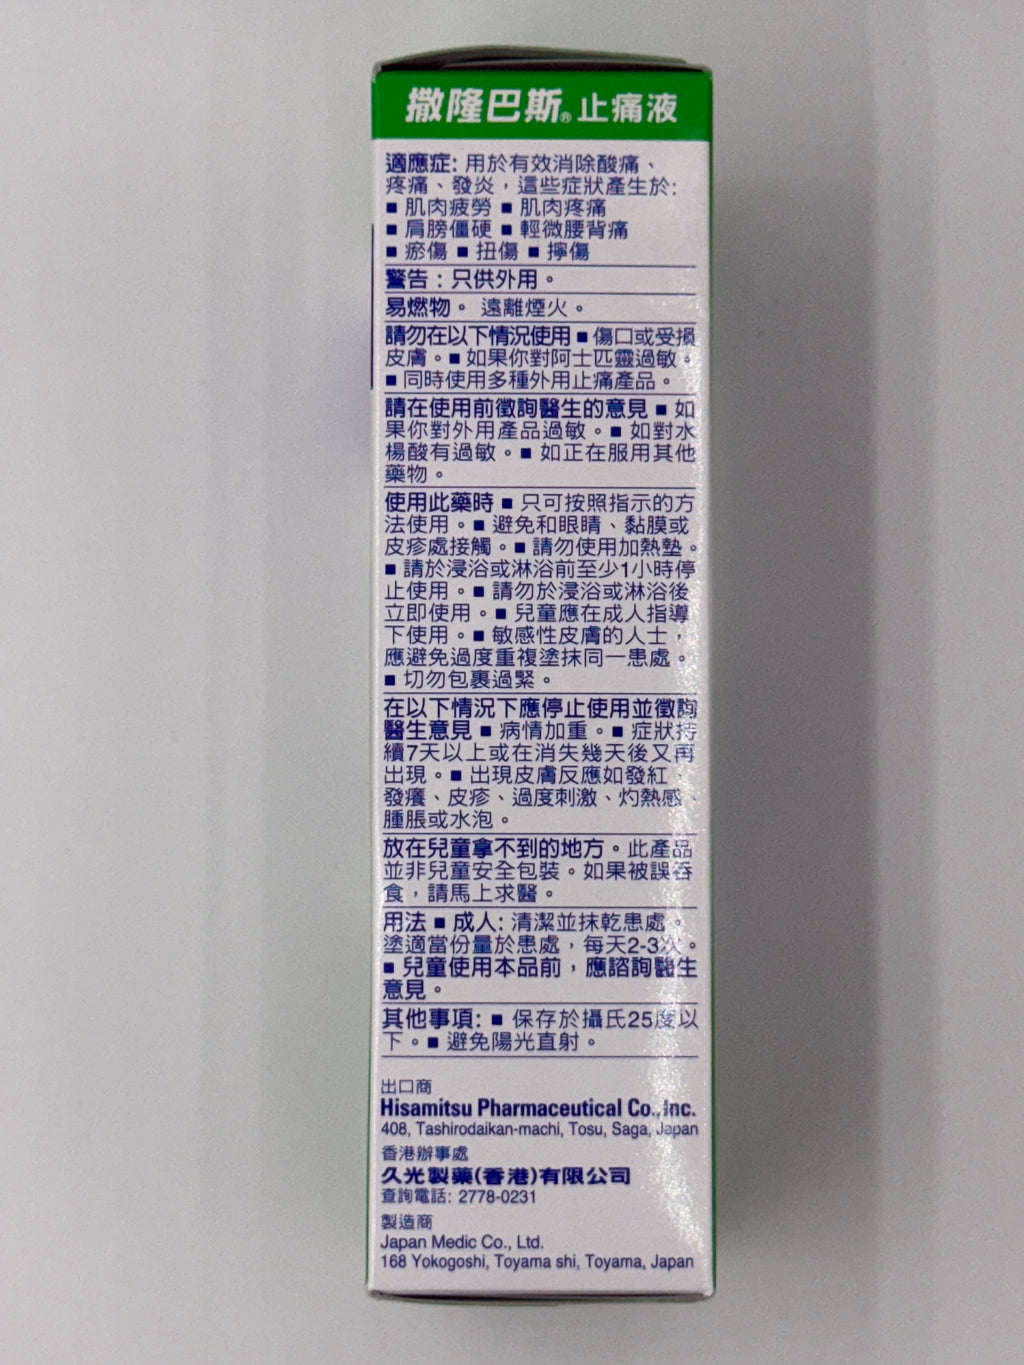 撒隆巴斯®止痛液
適應症: 用於有效消除酸痛、
疼痛、發炎，這些症狀產生於:
■ 肌肉疲勞 ■ 肌肉疼痛
■ 肩膀僵硬 ■ 輕微腰背痛
■ 瘀傷 ■ 扭傷 ■ 擰傷
警告：只供外用。
易燃物。遠離煙火。
請勿在以下情況使用 ■ 傷口或受損
皮膚。■ 如果你對阿士匹靈過敏。
■ 同時使用多種外用止痛產品。
請在使用前徵詢醫生的意見 ■ 如
果你對外用產品過敏。■ 如對水
楊酸有過敏。■ 如正在服用其他
藥物。
使用此藥時 ■ 只可按照指示的方
法使用。■ 避免和眼睛、黏膜或
皮疹處接觸。■ 請勿使用加熱墊。
■ 請於浸浴或淋浴前至少1小時停
止使用。■ 請勿於浸浴或淋浴後
立即使用。■ 兒童應在成人指導
下使用。■ 敏感性皮膚的人士，
應避免過度重複塗抹同一患處。
■ 切勿包裹過緊。
在以下情況下應停止使用並徵詢
醫生意見 ■ 病情加重。■ 症狀持
續7天以上或在消失幾天後又再
出現。■ 出現皮膚反應如發紅、
發癢、皮疹、過度刺激、灼熱感、
腫脹或水泡。
放在兒童拿不到的地方。此產品
並非兒童安全包裝。如果被誤吞
食，請馬上求醫。
用法 ■ 成人: 清潔並抹乾患處。
塗適當份量於患處，每天2-3次。
■ 兒童使用本品前，應諮詢醫生
意見。
其他事項: ■ 保存於攝氏25度以
下。■ 避免陽光直射。
出口商
Hisamitsu Pharmaceutical Co., Inc.
408, Tashirodaikan-machi, Tosu, Saga, Japan
香港辦事處
久光製藥(香港)有限公司
查詢電話: 2778-0231
製造商
Japan Medic Co., Ltd.
168 Yokogoshi, Toyama shi, Toyama, Japan